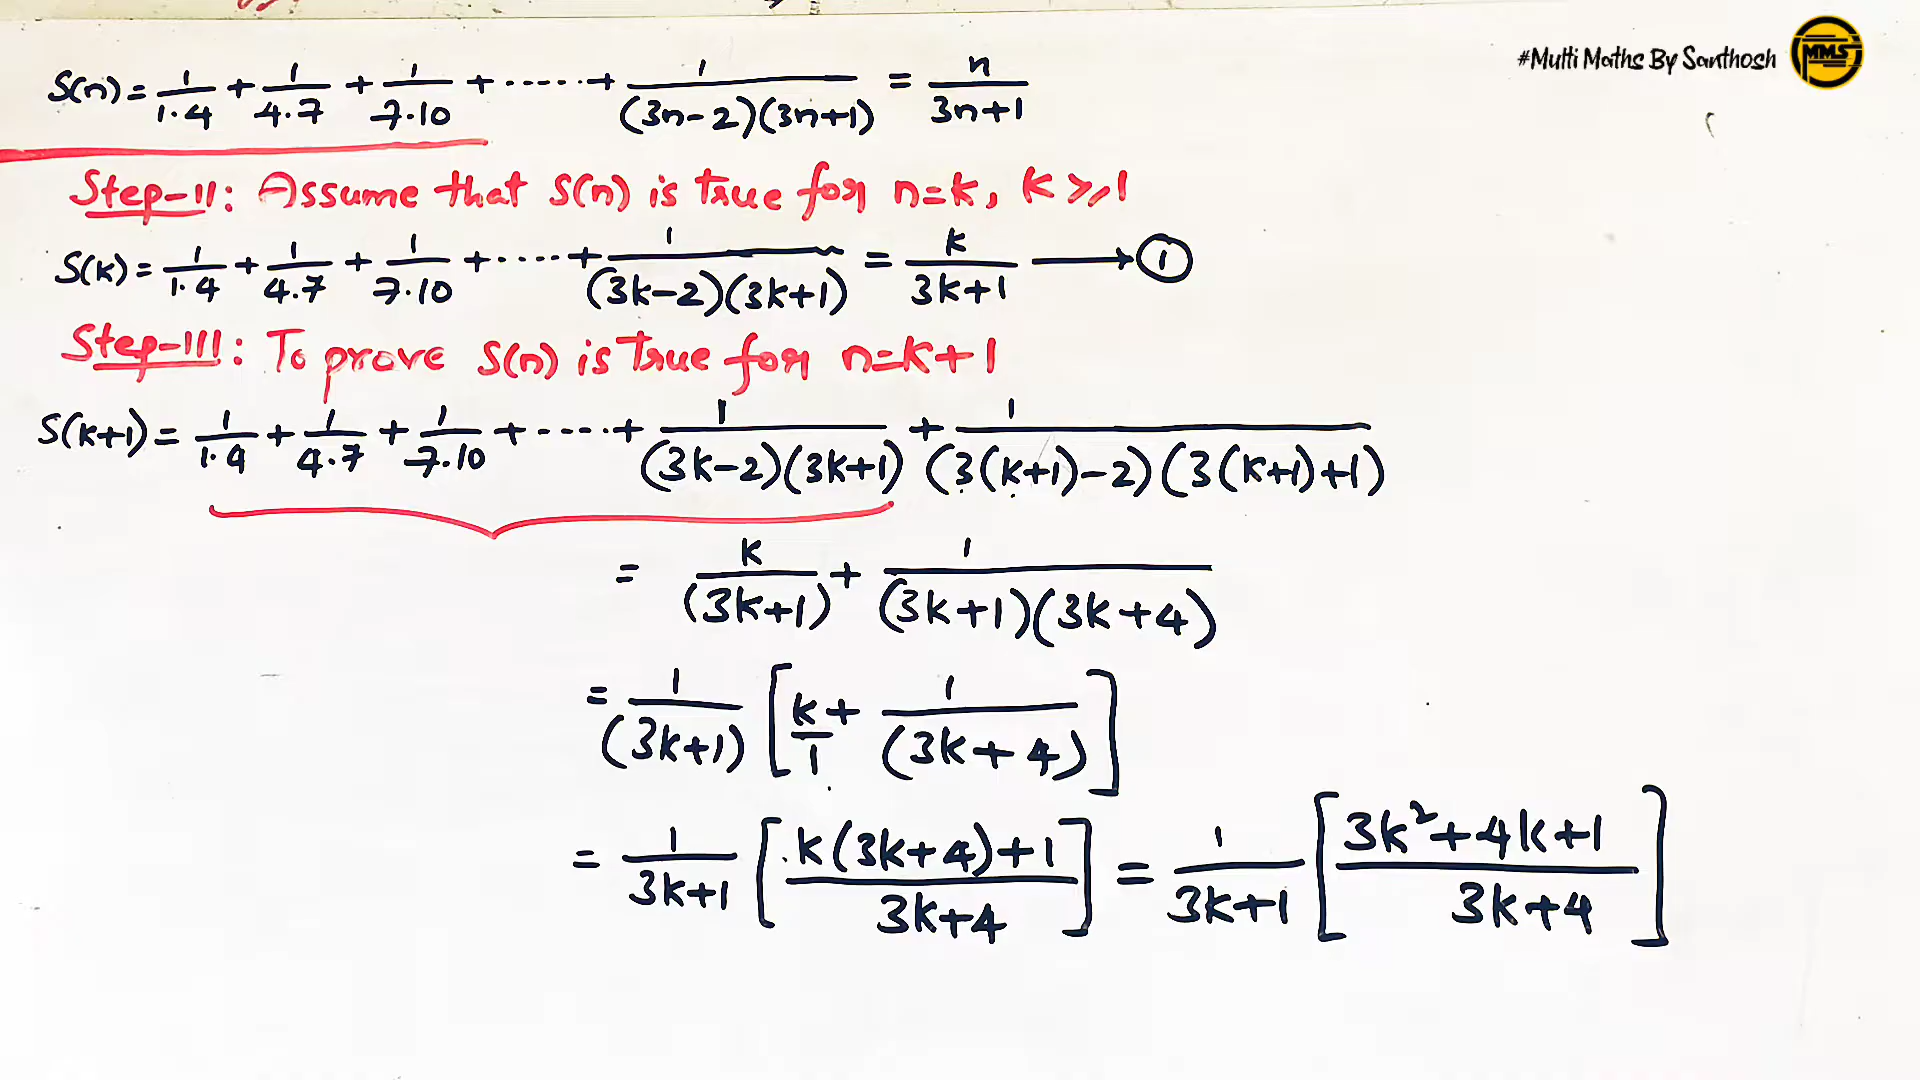 #Multi Maths By Santhosh MMS
S(n) = 1/1.4 + 1/4.7 + 1/7.10 + ...... + 1/(3n-2)(3n+1) = n/3n+1
Step-II: Assume that S(n) is true for n=k, k≥1
S(k) = 1/1.4 + 1/4.7 + 1/7.10 + ..... + 1/(3k-2)(3k+1) = k/3k+1 → ①
Step-III: To prove S(n) is true for n=k+1
S(k+1) = 1/1.4 + 1/4.7 + 1/7.10 + ..... + 1/(3k-2)(3k+1) + 1/(3(k+1)-2)(3(k+1)+1)
= k/(3k+1) + 1/(3k+1)(3k+4)
= 1/(3k+1) [k/1 + 1/(3k+4)]
= 1/3k+1 [k(3k+4)+1/3k+4] = 1/3k+1 [3k²+4k+1/3k+4]